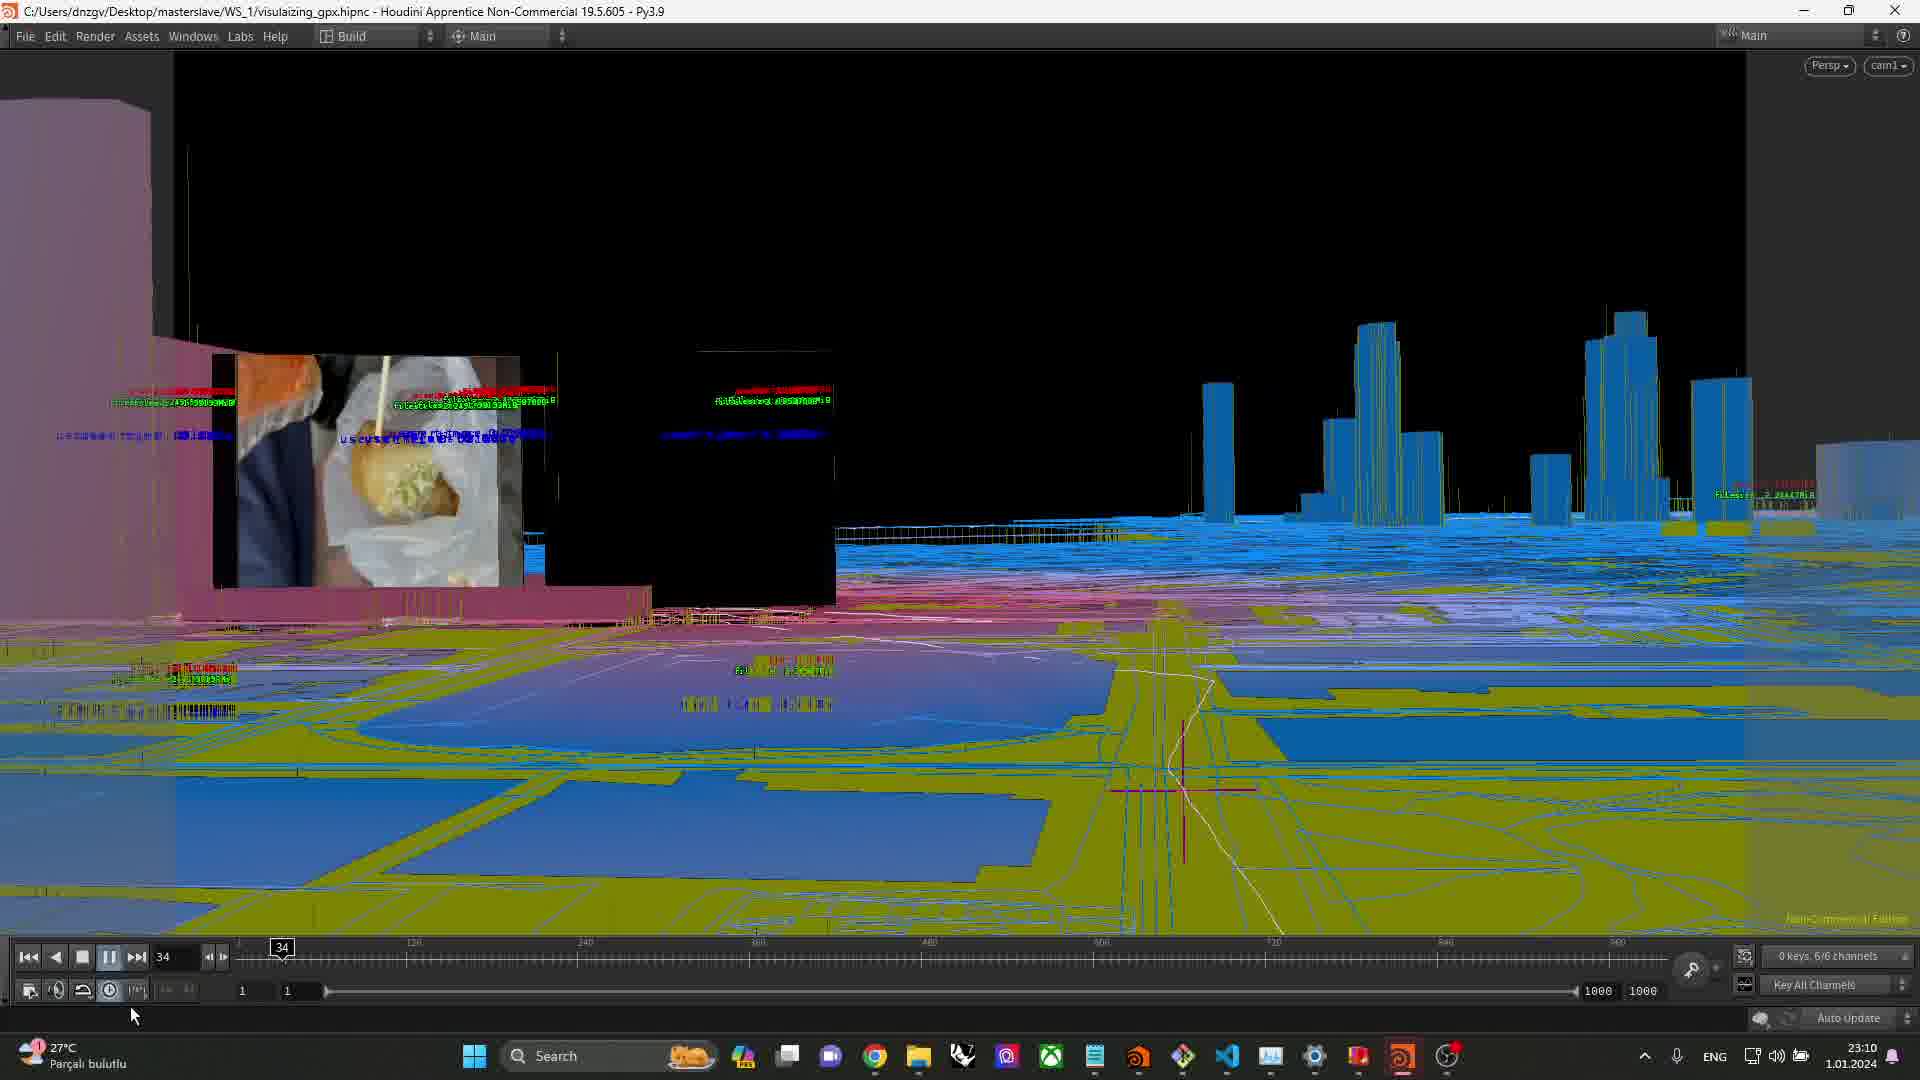 C:/Users/dnzgv/Desktop/masterslave/WS_1/visulaizing_gpx.hipnc - Houdini Apprentice Non-Commercial 19.5.605 - Py3.9
File Edit Render Assets Windows Labs Help Build Main Main
Persp cam1
Non-Commercial Edition
34 1 120 240 360 480 600 720 840 960
34 0 keys, 6/6 channels
1 1 1000 1000 Key All Channels
Auto Update
27°C
Parçalı bulutlu
Search
ENG
23:10
1.01.2024